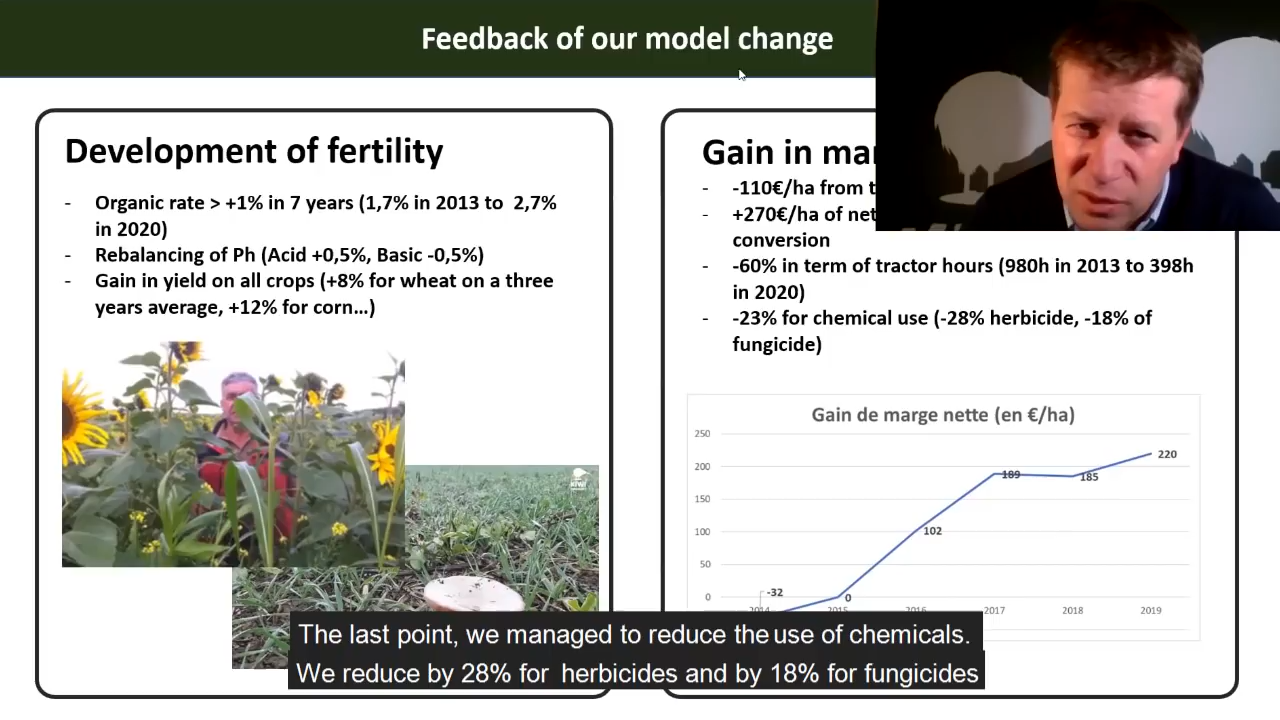 Feedback of our model change
Development of fertility
- Organic rate > +1% in 7 years (1,7% in 2013 to 2,7%
in 2020)
- Rebalancing of Ph (Acid +0,5%, Basic -0,5%)
- Gain in yield on all crops (+8% for wheat on a three
years average, +12% for corn…)
Gain in
- -110€/ha from
- +270€/ha of net
conversion
- -60% in term of tractor hours (980h in 2013 to 398h
in 2020)
- -23% for chemical use (-28% herbicide, -18% of
fungicide)
Gain de marge nette (en €/ha)
250
200
150
100
50
0
-32
0
102
189
185
220
2014
2015
2016
2017
2018
2019
The last point, we managed to reduce the use of chemicals.
We reduce by 28% for herbicides and by 18% for fungicides